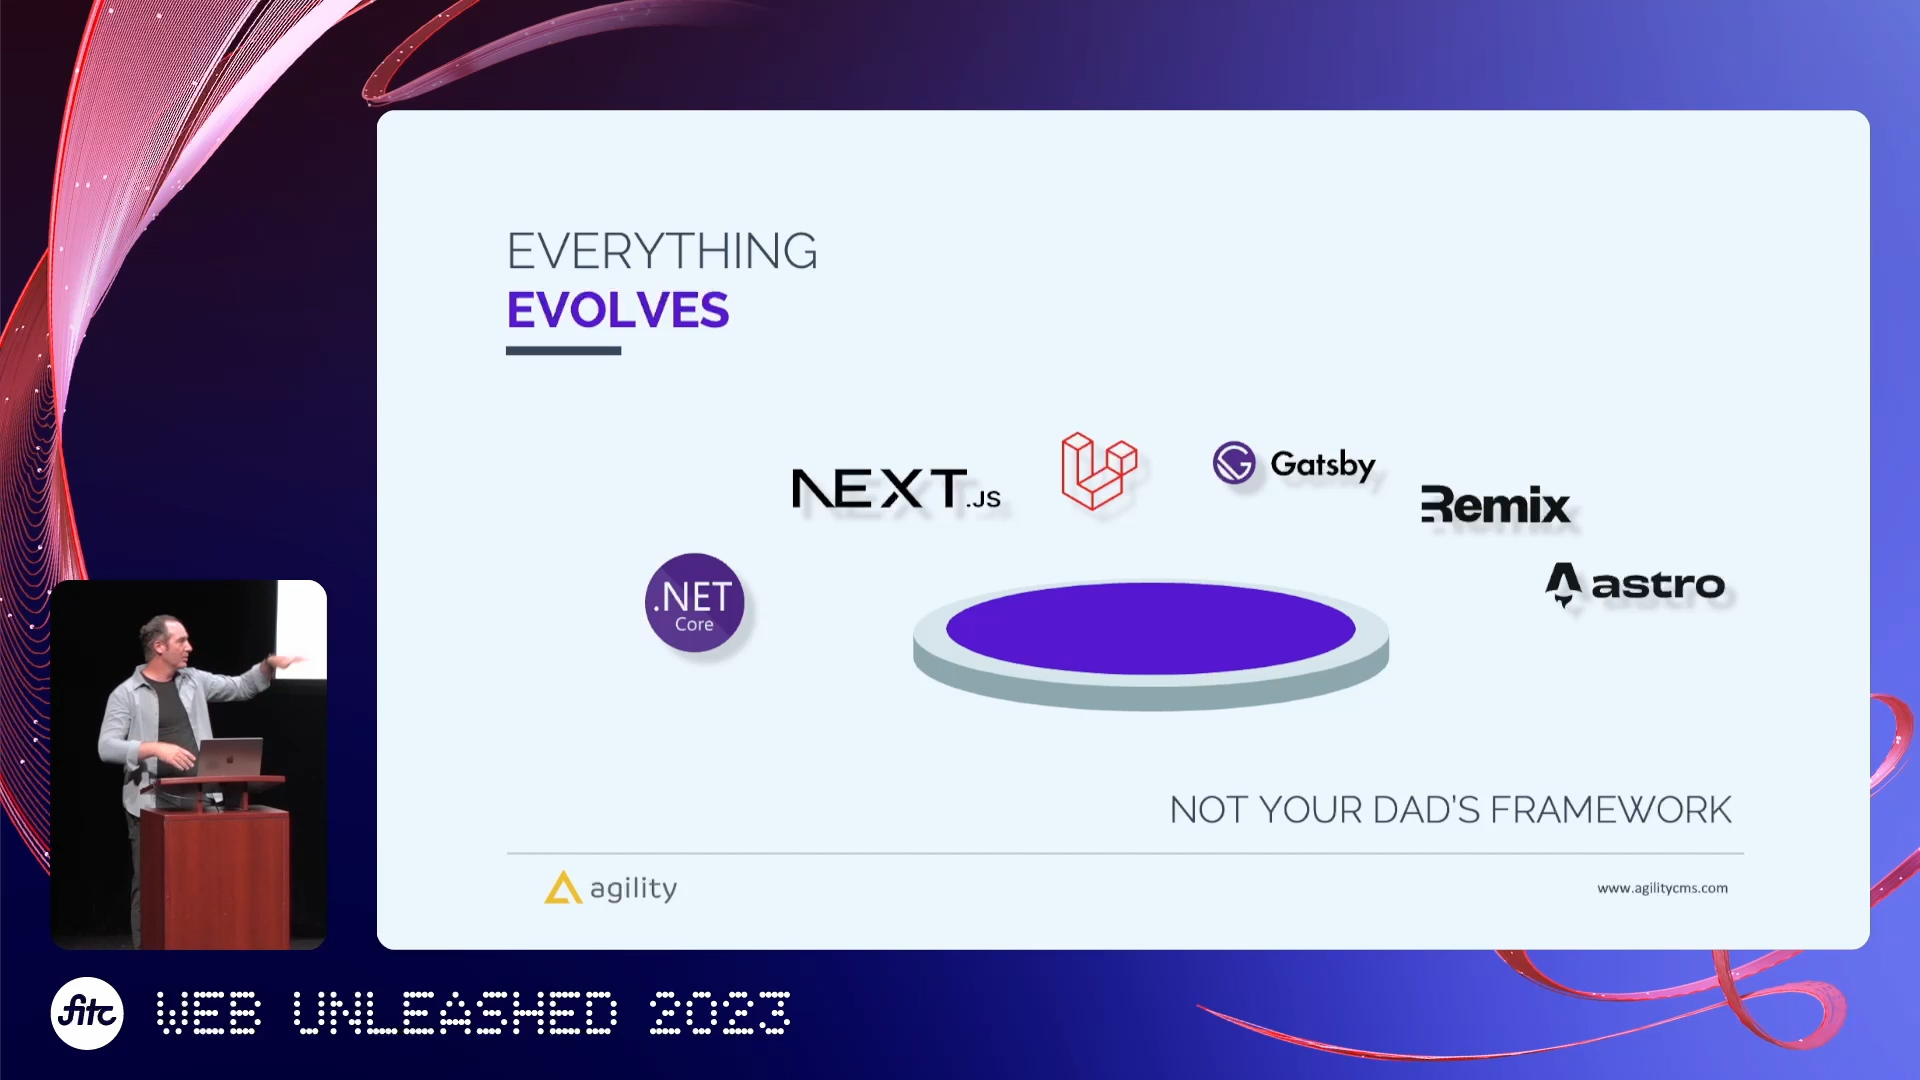 EVERYTHING
EVOLVES
NEXT.JS
Gatsby
Remix
.NET
Core
astro
NOT YOUR DAD'S FRAMEWORK
agility
www.agilitycms.com
fitc
WEB UNLEASHED 2023